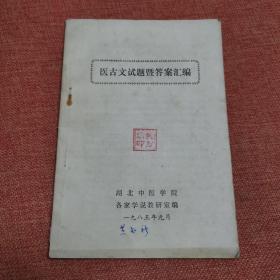 医古文试题暨答案汇编
湖北中医学院
各家学说教研室编
一九八五年九月